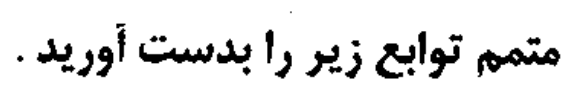 متمم توابع زیر را بدست آورید .